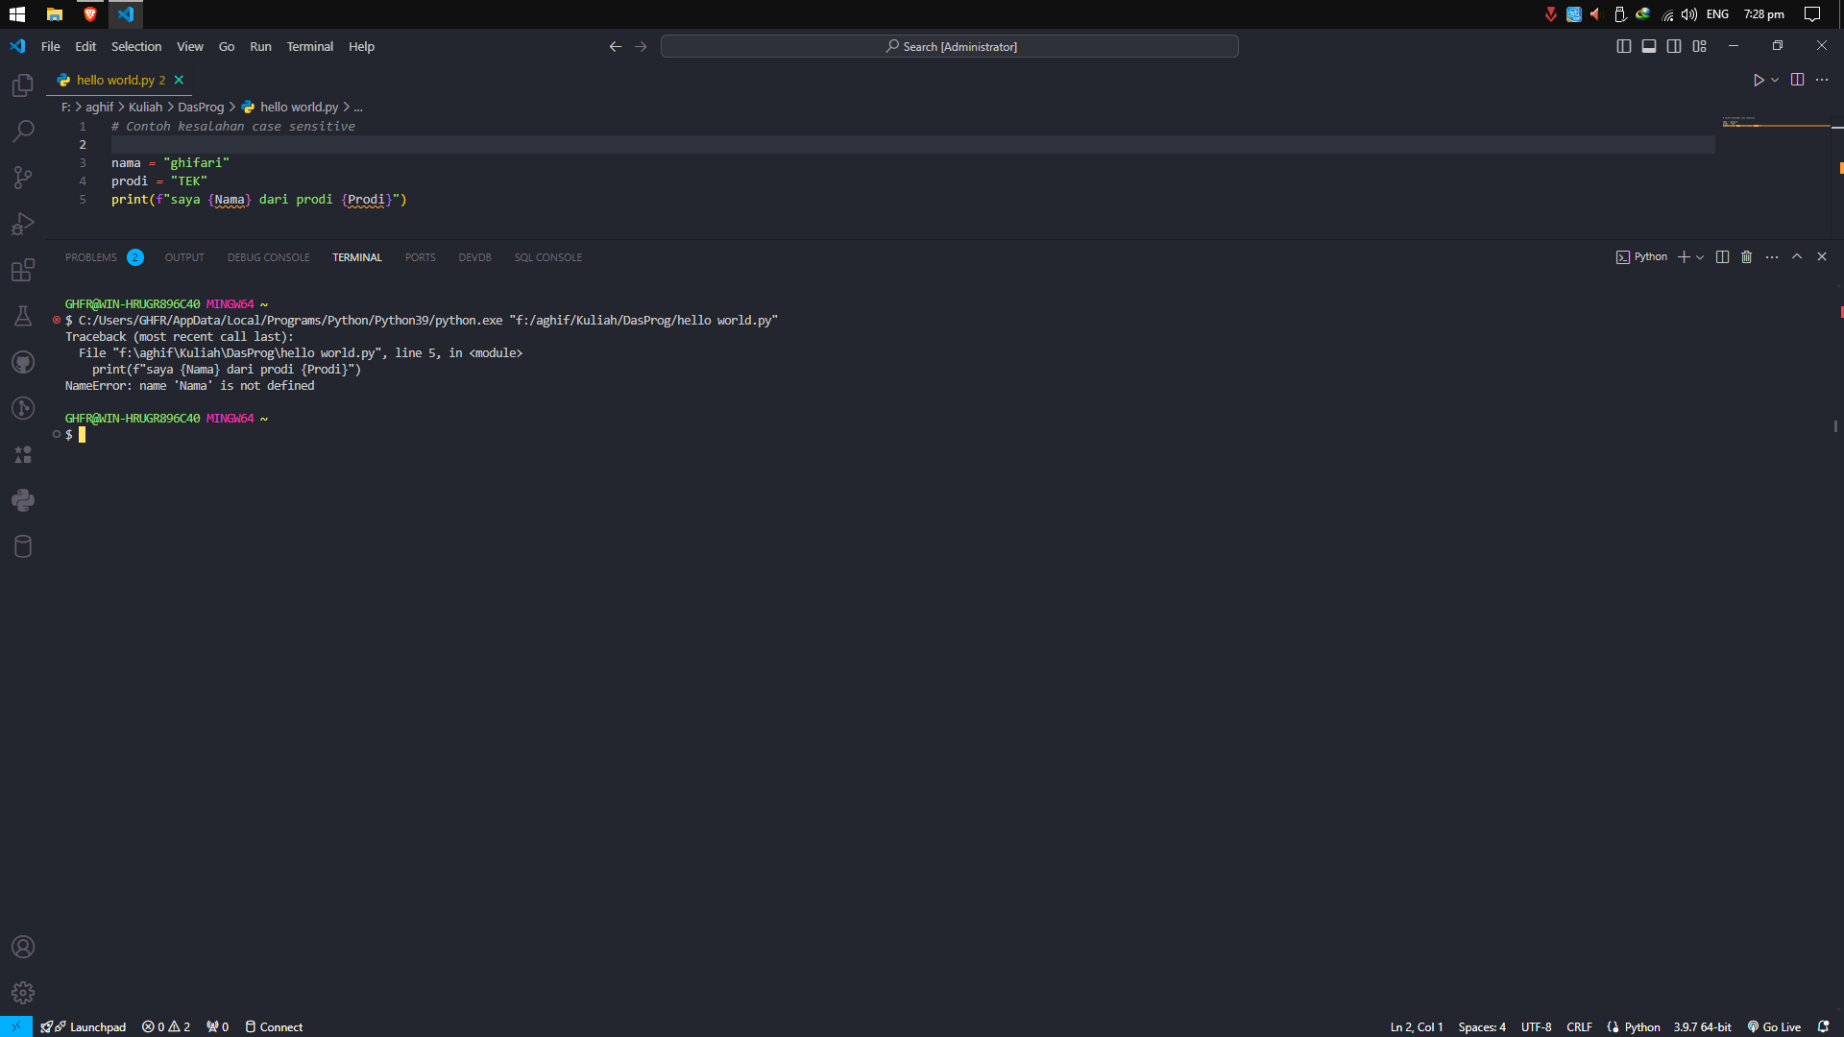 ENG 7:28 pm
File Edit Selection View Go Run Terminal Help
Search [Administrator]
hello world.py 2
F: > aghif > Kuliah > DasProg > hello world.py > ...
1 # Contoh kesalahan case sensitive
2
3 nama = "ghifari"
4 prodi = "TEK"
5 print(f"saya {Nama} dari prodi {Prodi}")
PROBLEMS 2 OUTPUT DEBUG CONSOLE TERMINAL PORTS DEVDB SQL CONSOLE
Python
GHFR@WIN-HRUGR896C40 MINGW64 ~
$ C:/Users/GHFR/AppData/Local/Programs/Python/Python39/python.exe "f:/aghif/Kuliah/DasProg/hello world.py"
Traceback (most recent call last):
File "f:\aghif\Kuliah\DasProg\hello world.py", line 5, in <module>
print(f"saya {Nama} dari prodi {Prodi}")
NameError: name 'Nama' is not defined
GHFR@WIN-HRUGR896C40 MINGW64 ~
$
Launchpad 0 2 0 Connect
Ln 2, Col 1 Spaces: 4 UTF-8 CRLF Python 3.9.7 64-bit Go Live